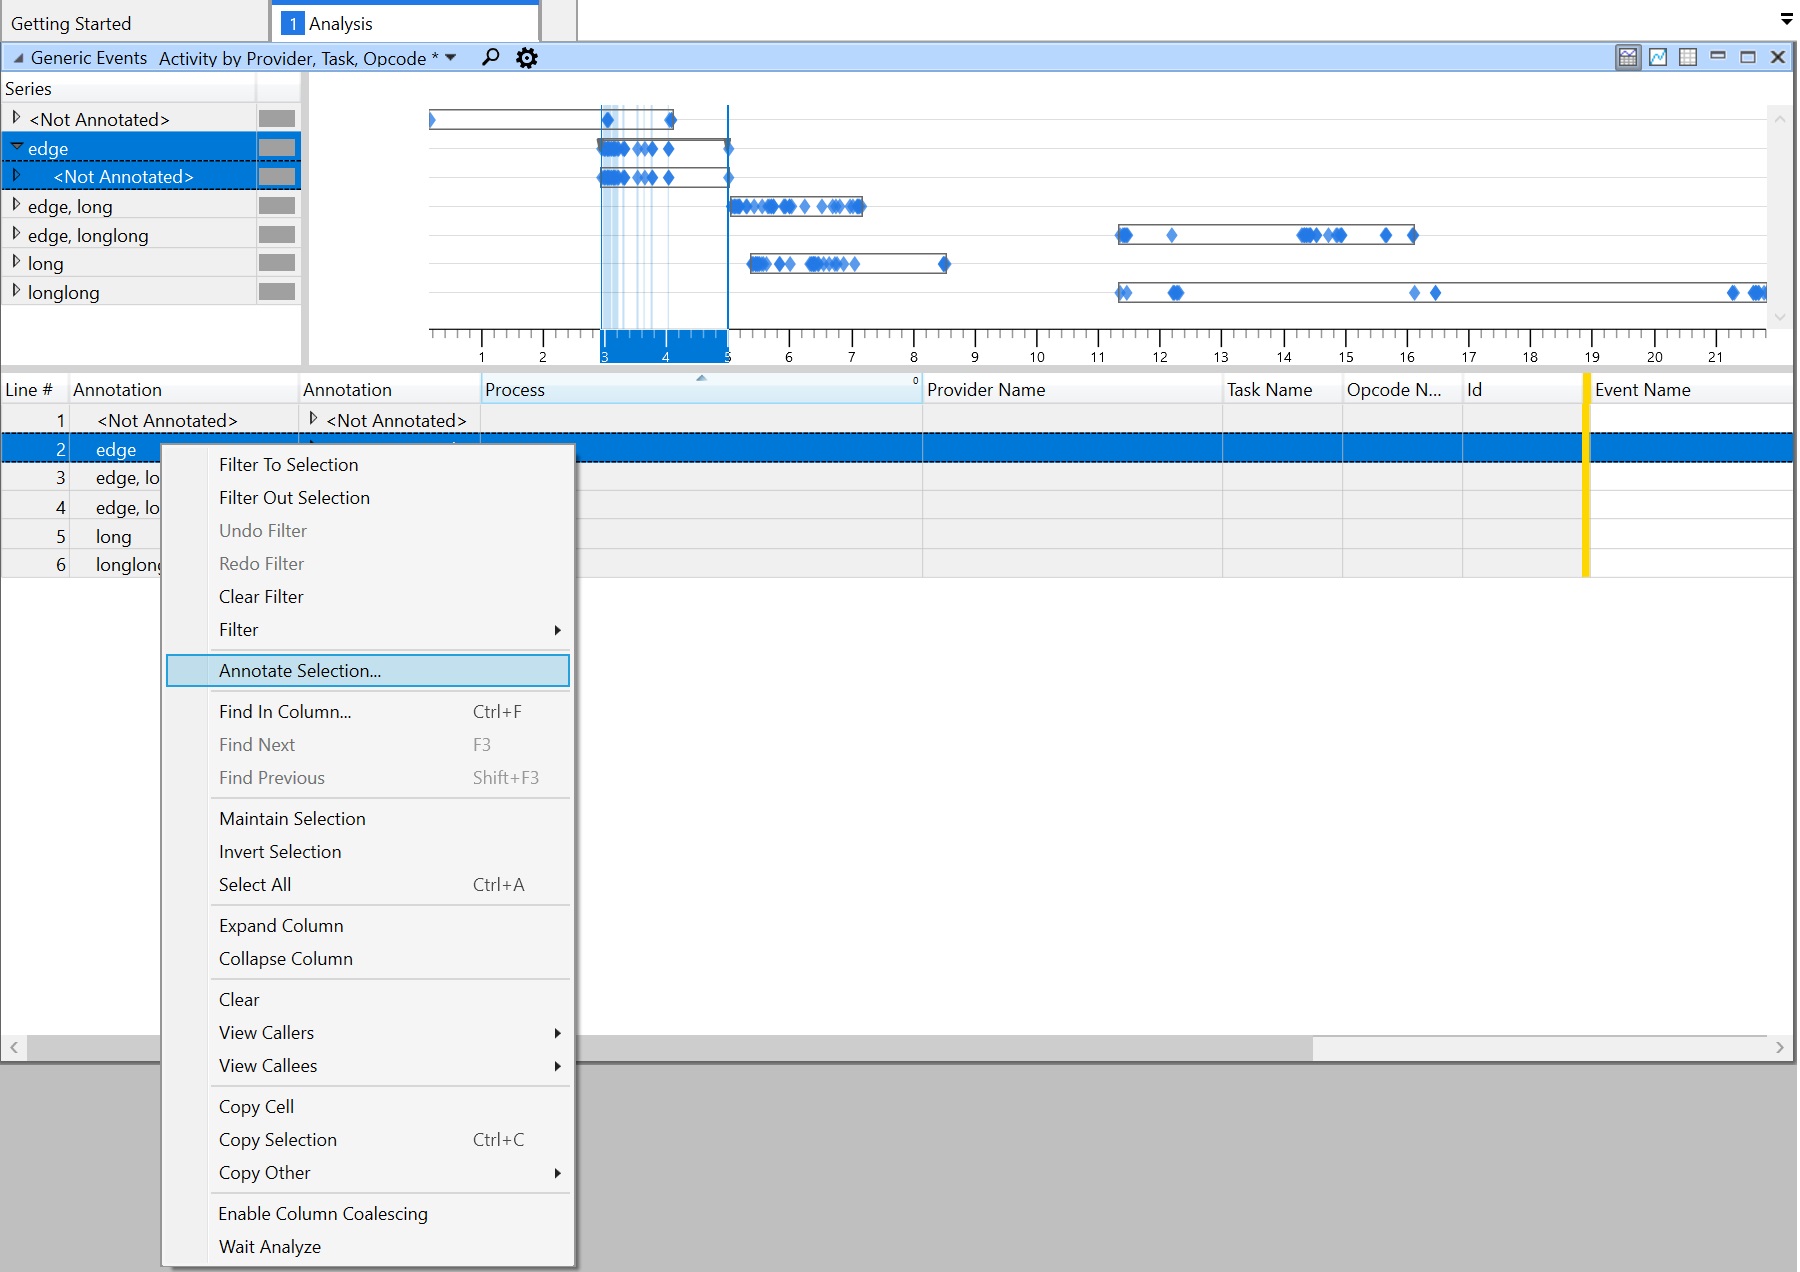 Getting Started
1 Analysis
Generic Events Activity by Provider, Task, Opcode *
Series
<Not Annotated>
edge
<Not Annotated>
edge, long
edge, longlong
long
longlong
1 2 3 4 5 6 7 8 9 10 11 12 13 14 15 16 17 18 19 20 21
Line # Annotation Annotation Process 0 Provider Name Task Name Opcode N... Id Event Name
1 <Not Annotated> <Not Annotated>
2 edge
3 edge, lo
4 edge, lo
5 long
6 longlong
Filter To Selection
Filter Out Selection
Undo Filter
Redo Filter
Clear Filter
Filter
Annotate Selection...
Find In Column... Ctrl+F
Find Next F3
Find Previous Shift+F3
Maintain Selection
Invert Selection
Select All Ctrl+A
Expand Column
Collapse Column
Clear
View Callers
View Callees
Copy Cell
Copy Selection Ctrl+C
Copy Other
Enable Column Coalescing
Wait Analyze